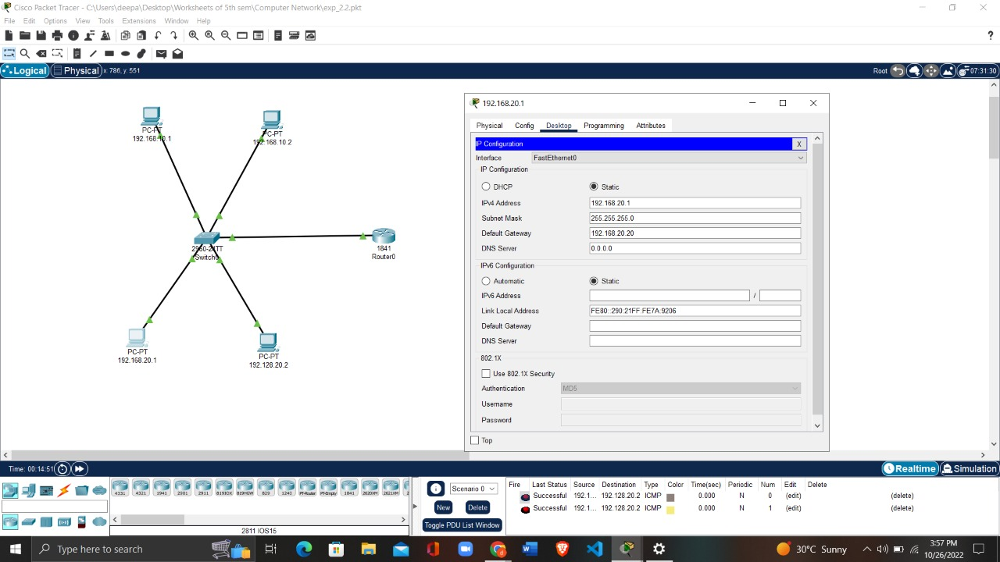 Cisco Packet Tracer - C:\Users\deepa\Desktop\Worksheets of 5th sem\Computer Network\exp_2.2.pkt
File Edit Options View Tools Extensions Window Help
?
Logical Physical x: 786, y: 551 Root 07:31:30
PC-PT
192.168.10.1
PC-PT
192.168.10.2
2950-24TT
Switch0
1841
Router0
PC-PT
192.168.20.1
PC-PT
192.128.20.2
192.168.20.1
Physical Config Desktop Programming Attributes
IP Configuration X
Interface FastEthernet0
IP Configuration
DHCP Static
IPv4 Address 192.168.20.1
Subnet Mask 255.255.255.0
Default Gateway 192.168.20.20
DNS Server 0.0.0.0
IPv6 Configuration
Automatic Static
IPv6 Address /
Link Local Address FE80::290:21FF:FE7A:9206
Default Gateway
DNS Server
802.1X
Use 802.1X Security
Authentication MD5
Username
Password
Top
Time: 00:14:51 Realtime Simulation
4331 4321 1941 2901 2911 819IOX 819HGW 829 1240 PT-Router PT-Empty 1841 2620XM 2621XM
2811 IOS15
Scenario 0
New Delete
Toggle PDU List Window
Fire Last Status Source Destination Type Color Time(sec) Periodic Num Edit Delete
Successful 192.1... 192.128.20.2 ICMP 0.000 N 0 (edit) (delete)
Successful 192.1... 192.128.20.2 ICMP 0.000 N 1 (edit) (delete)
Type here to search
30°C Sunny
3:57 PM
10/26/2022